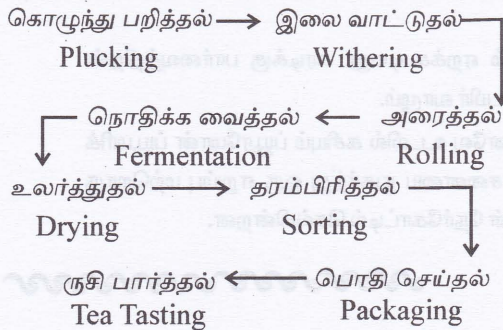 கொழுந்து பறித்தல் → இலை வாட்டுதல்
Plucking Withering
நொதிக்க வைத்தல் ← அரைத்தல்
Fermentation Rolling
உலர்த்துதல் → தரம்பிரித்தல்
Drying Sorting
ருசி பார்த்தல் ← பொதி செய்தல்
Tea Tasting Packaging